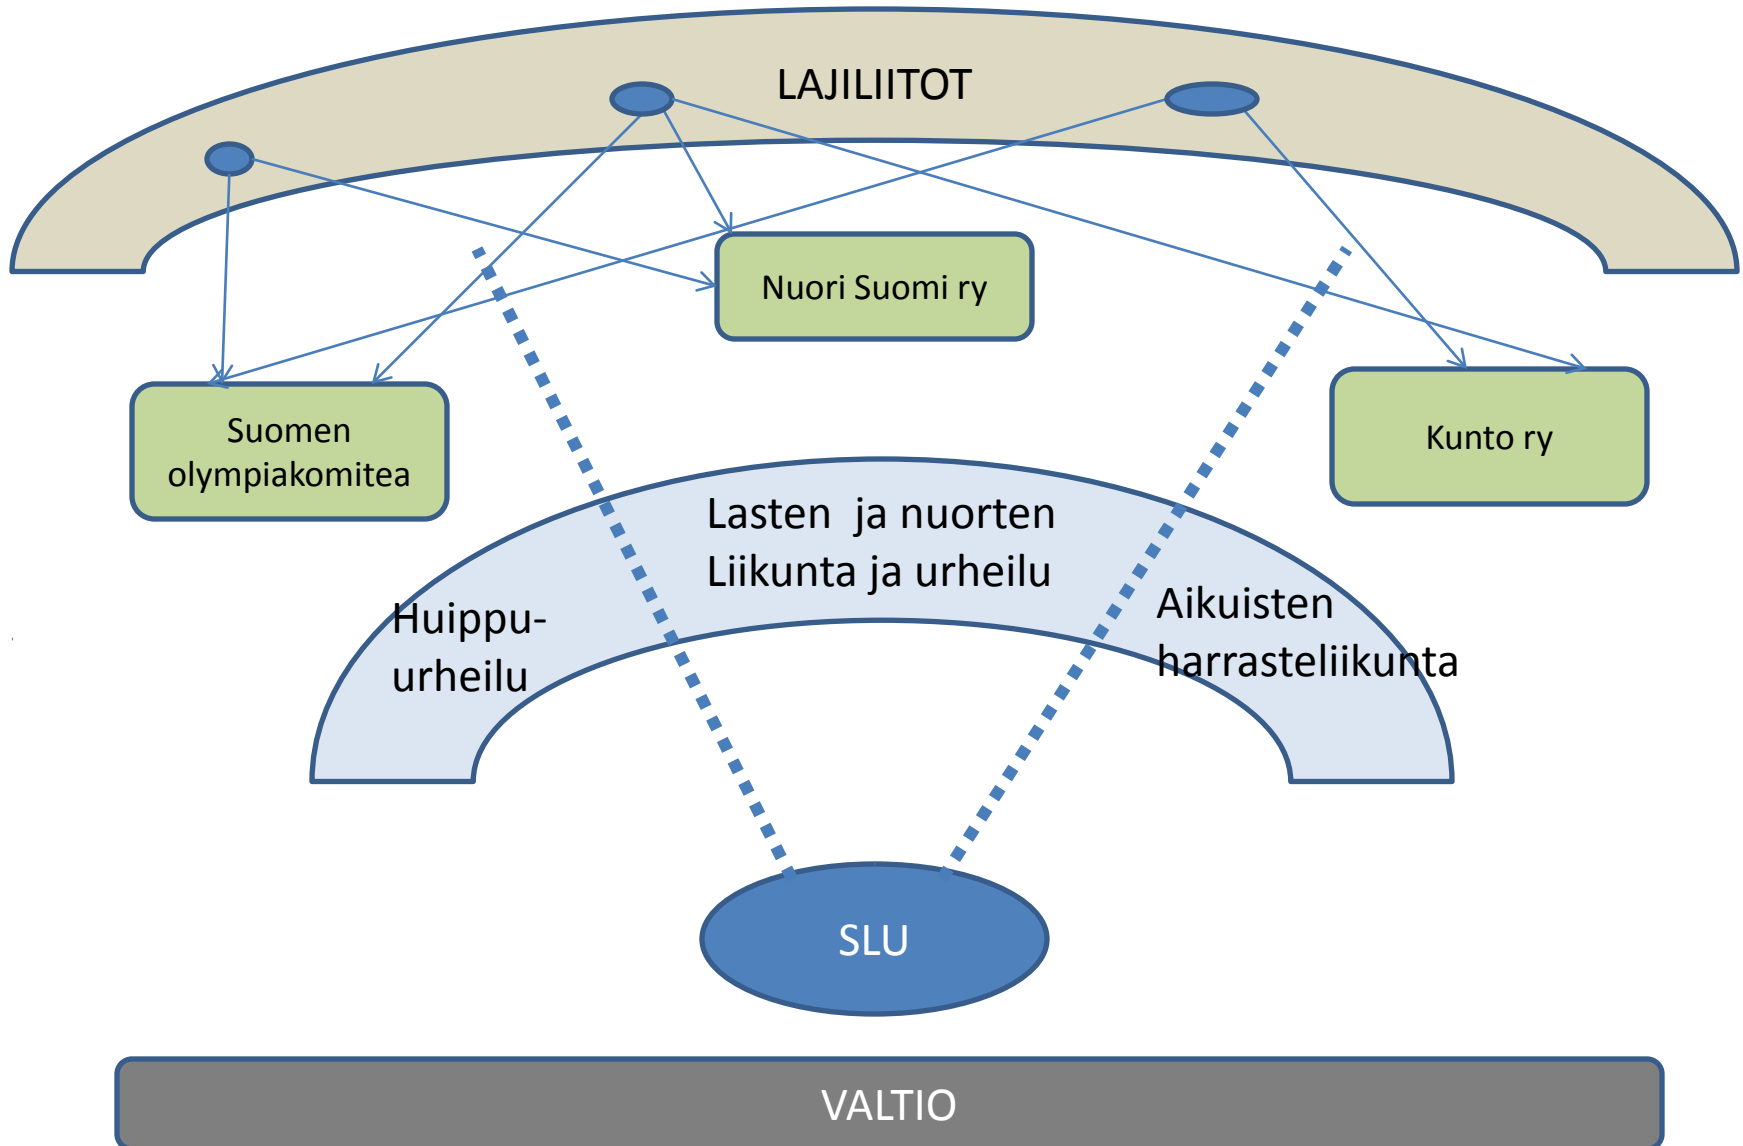 LAJILIITOT
Nuori Suomi ry
Suomen
olympiakomitea
Kunto ry
Lasten ja nuorten
Liikunta ja urheilu
Huippu-
urheilu
Aikuisten
harrasteliikunta
SLU
VALTIO